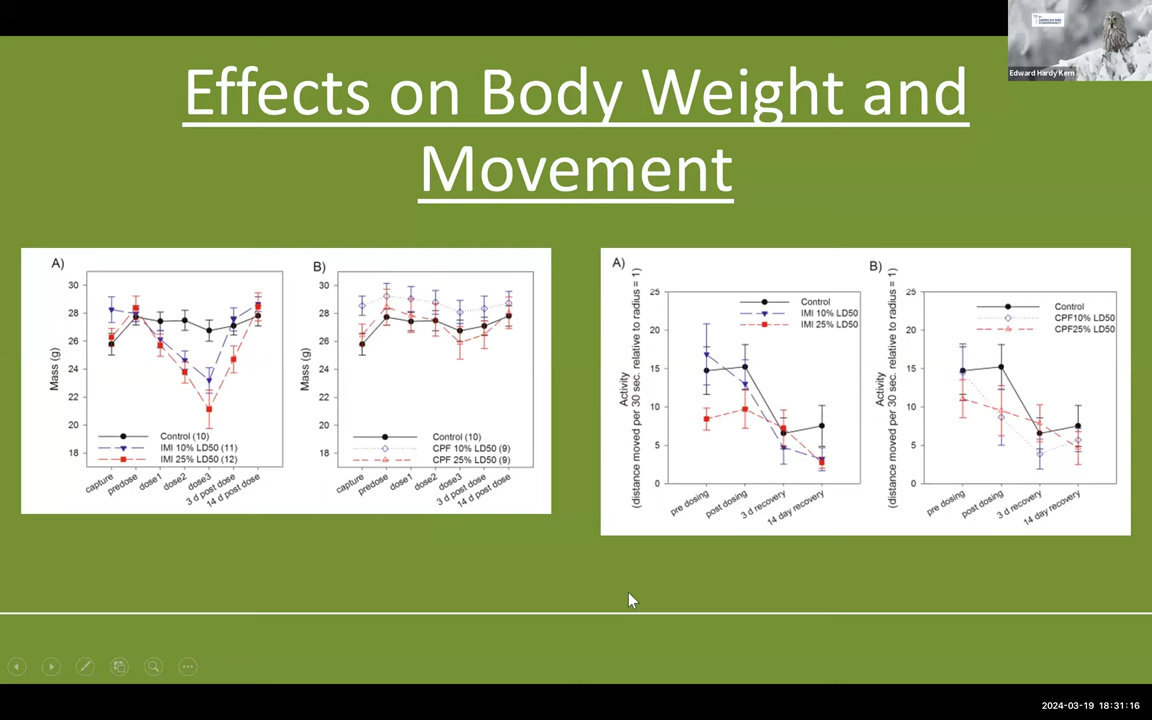 AMERICAN BIRD
CONSERVANCY
Edward Hardy Kern
Effects on Body Weight and
Movement
A)
30
28
26
24
22
20
18
Mass (g)
Control (10)
IMI 10% LD50 (11)
IMI 25% LD50 (12)
capture
predose
dose1
dose2
dose3
3 d post dose
14 d post dose
B)
30
28
26
24
22
20
18
Mass (g)
Control (10)
CPF 10% LD50 (9)
CPF 25% LD50 (9)
capture
predose
dose1
dose2
dose3
3 d post dose
14 d post dose
A)
25
20
15
10
5
0
Activity
(distance moved per 30 sec. relative to radius = 1)
Control
IMI 10% LD50
IMI 25% LD50
pre dosing
post dosing
3 d recovery
14 day recovery
B)
25
20
15
10
5
0
Activity
(distance moved per 30 sec. relative to radius = 1)
Control
CPF10% LD50
CPF25% LD50
pre dosing
post dosing
3 d recovery
14 day recovery
2024-03-19 18:31:16